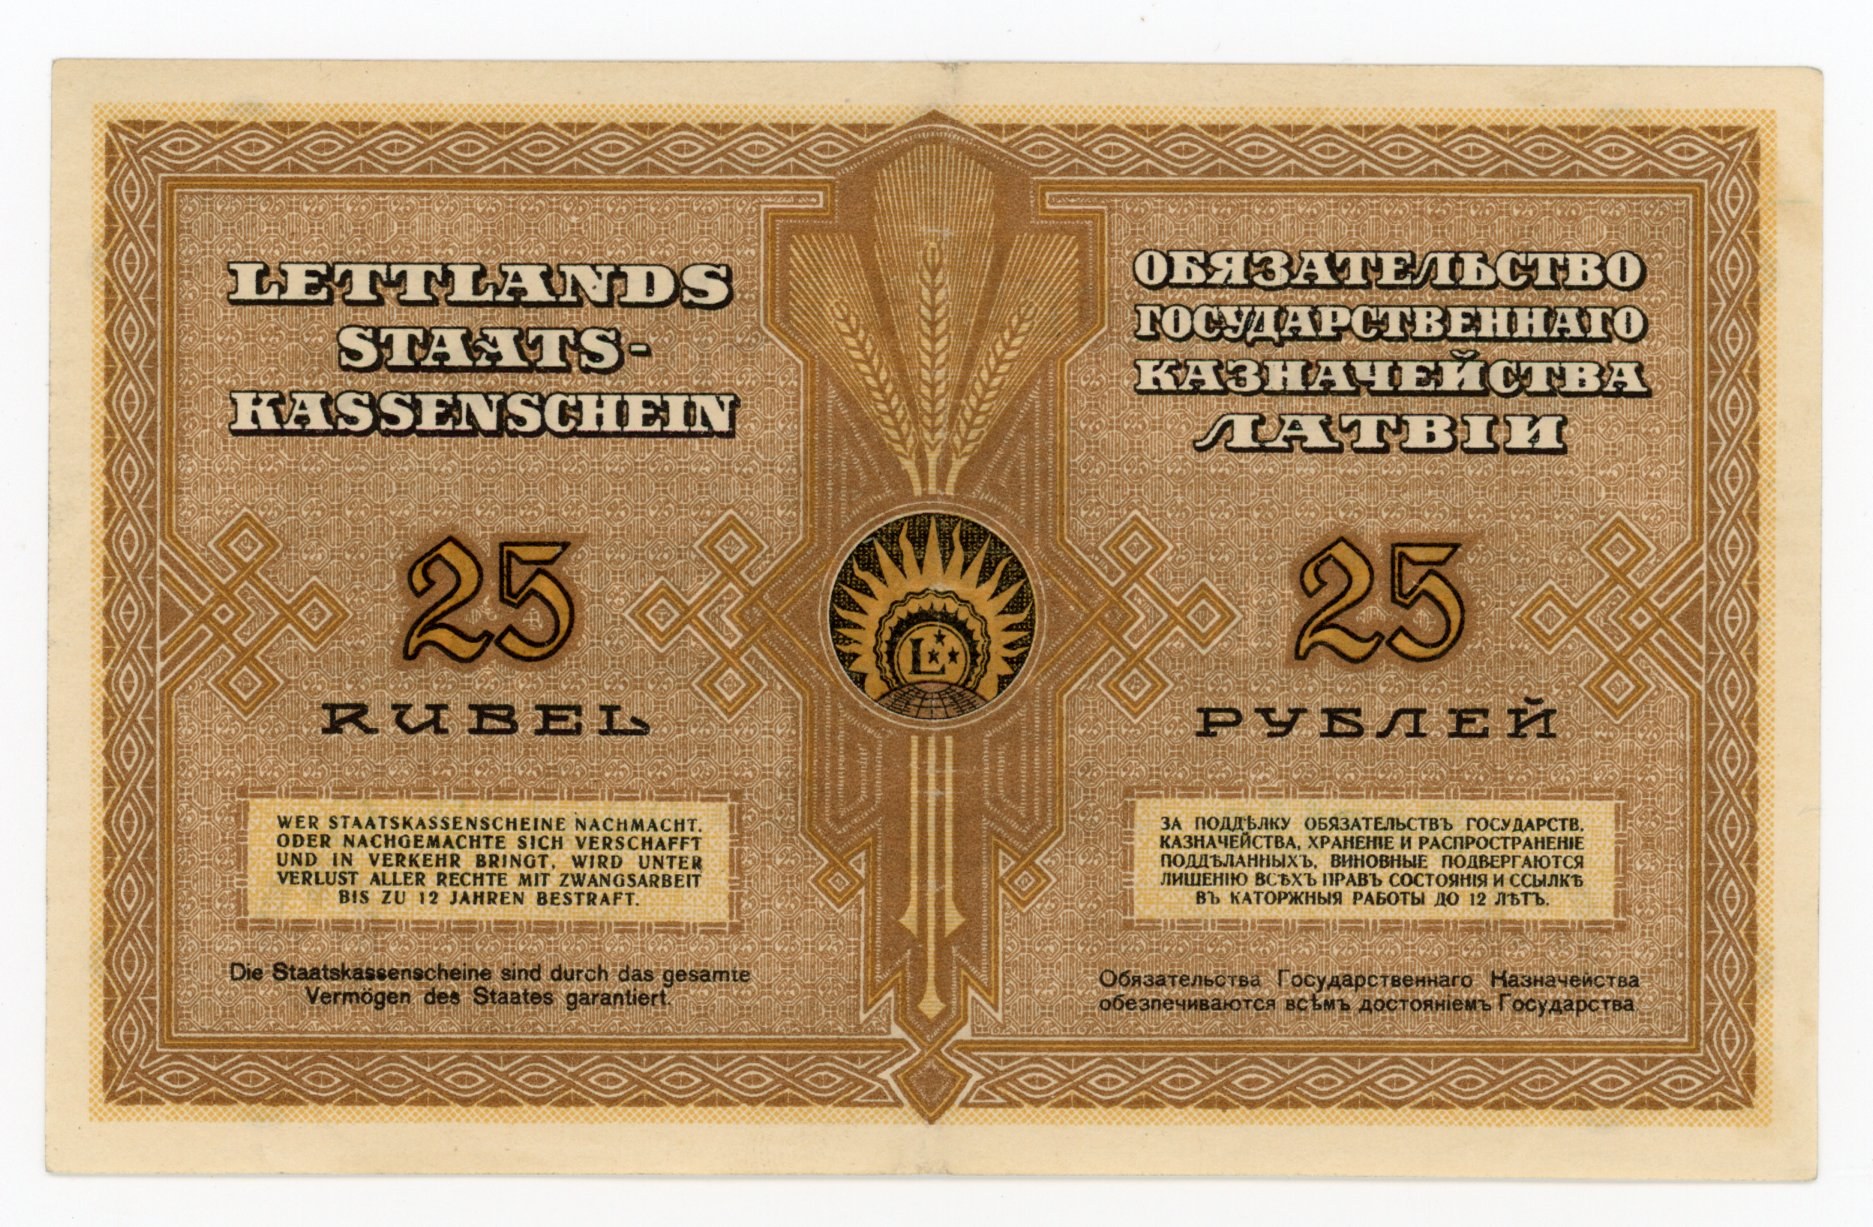 LETTLANDS
STAATS-
KASSENSCHEIN
25
RUBEL
WER STAATSKASSENSCHEINE NACHMACHT,
ODER NACHGEMACHTE SICH VERSCHAFFT
UND IN VERKEHR BRINGT, WIRD UNTER
VERLUST ALLER RECHTE MIT ZWANGSARBEIT
BIS ZU 12 JAHREN BESTRAFT.
Die Staatskassenscheine sind durch das gesamte
Vermögen des Staates garantiert.
L
ОБЯЗАТЕЛЬСТВО
ГОСУДАРСТВЕННАГО
КАЗНАЧЕЙСТВА
ЛАТВІИ
25
РУБЛЕЙ
ЗА ПОДДѢЛКУ ОБЯЗАТЕЛЬСТВЪ ГОСУДАРСТВ.
КАЗНАЧЕЙСТВА, ХРАНЕНІЕ И РАСПРОСТРАНЕНІЕ
ПОДДѢЛАННЫХЪ, ВИНОВНЫЕ ПОДВЕРГАЮТСЯ
ЛИШЕНІЮ ВСѢХЪ ПРАВЪ СОСТОЯНІЯ И ССЫЛКѢ
ВЪ КАТОРЖНЫЯ РАБОТЫ ДО 12 ЛѢТЪ.
Обязательства Государственнаго Казначейства
обезпечиваются всѣмъ достояніемъ Государства